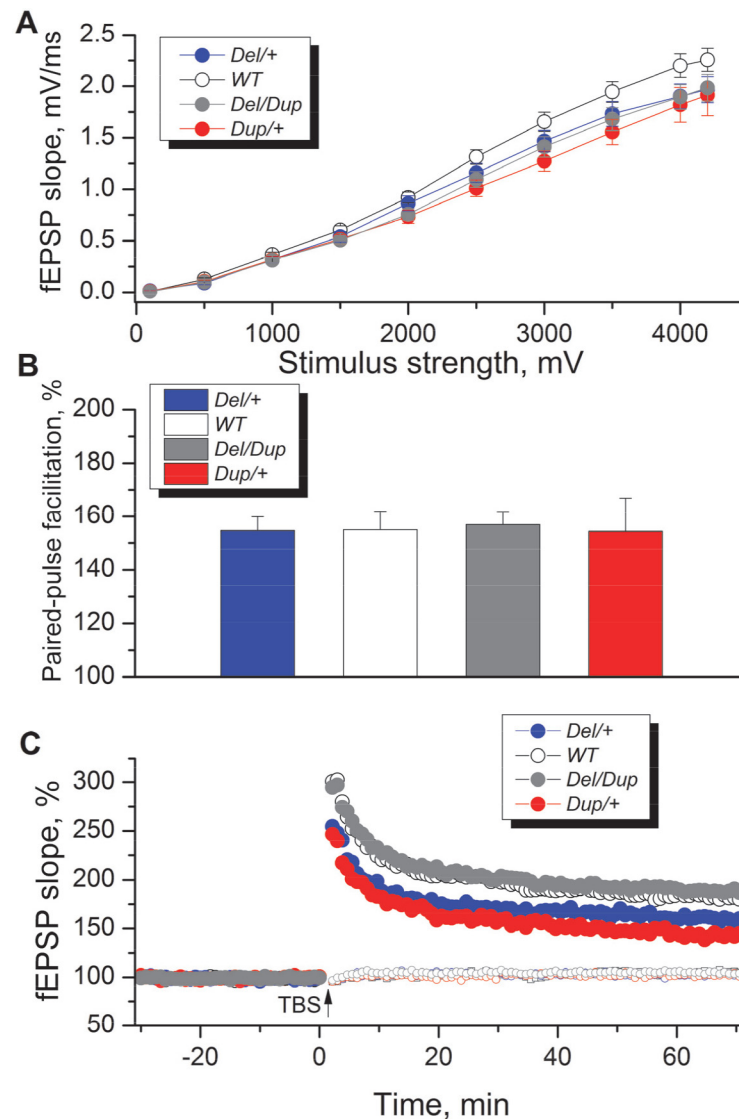 A
fEPSP slope, mV/ms
2.5
2.0
1.5
1.0
0.5
0.0
Del/+
WT
Del/Dup
Dup/+
0 1000 2000 3000 4000
Stimulus strength, mV
B
Paired-pulse facilitation, %
200
180
160
140
120
100
Del/+
WT
Del/Dup
Dup/+
C
fEPSP slope, %
300
250
200
150
100
50
Del/+
WT
Del/Dup
Dup/+
TBS
-20 0 20 40 60
Time, min